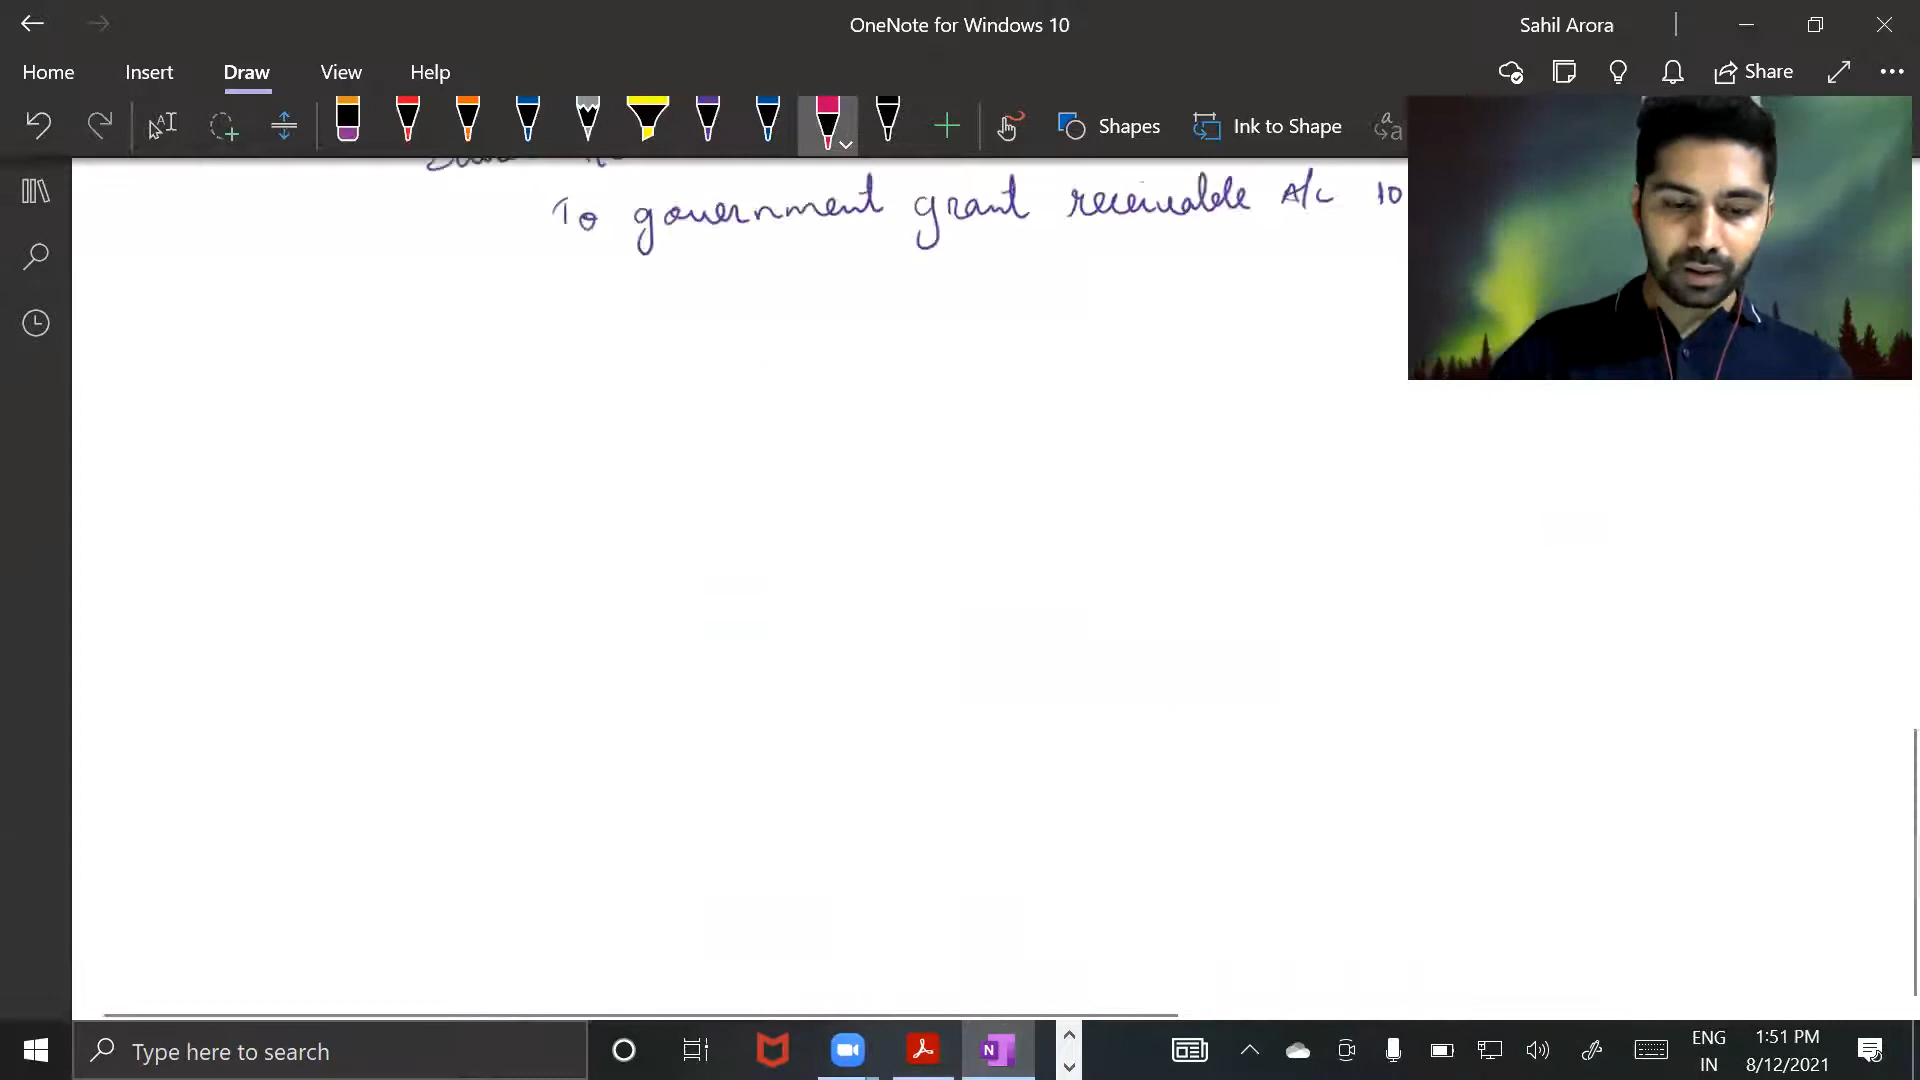 OneNote for Windows 10
Sahil Arora
Home Insert Draw View Help
Share
Shapes
Ink to Shape
To government grant receivable A/c 10
Type here to search
ENG
IN
1:51 PM
8/12/2021